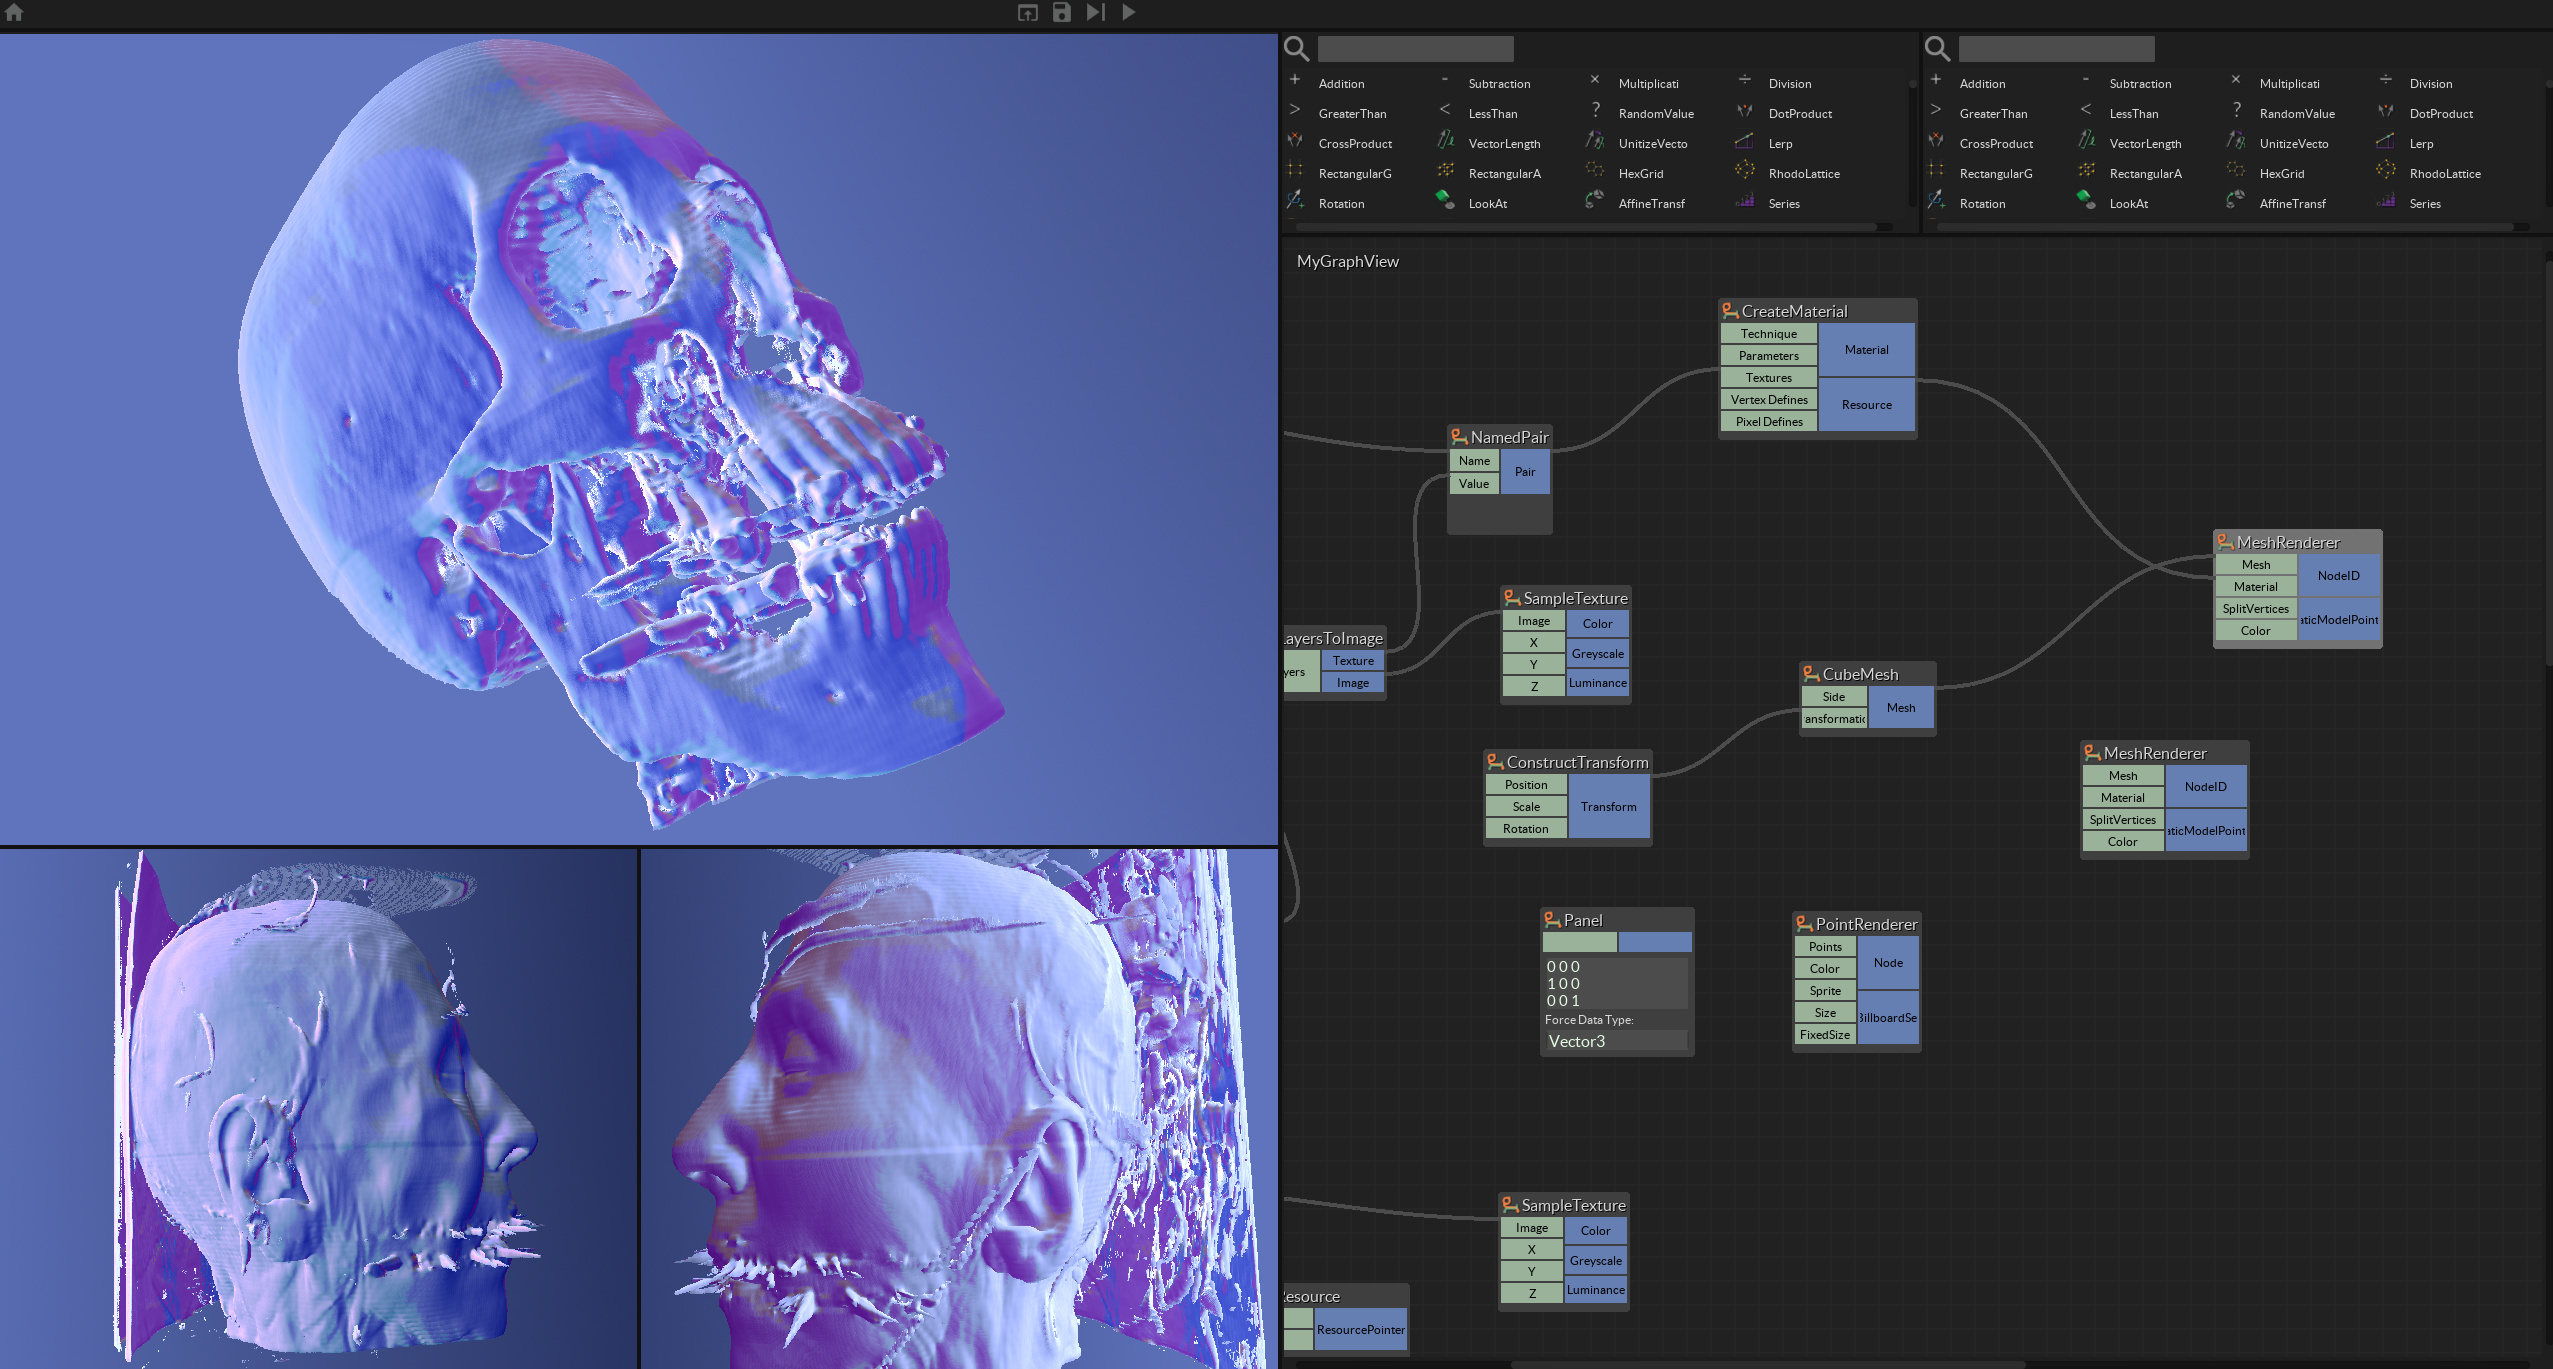 Addition
Subtraction
Multiplicati
Division
GreaterThan
LessThan
RandomValue
DotProduct
CrossProduct
VectorLength
UnitizeVecto
Lerp
RectangularG
RectangularA
HexGrid
RhodoLattice
Rotation
LookAt
AffineTransf
Series
Addition
Subtraction
Multiplicati
Division
GreaterThan
LessThan
RandomValue
DotProduct
CrossProduct
VectorLength
UnitizeVecto
Lerp
RectangularG
RectangularA
HexGrid
RhodoLattice
Rotation
LookAt
AffineTransf
Series
MyGraphView
CreateMaterial
Technique
Parameters
Textures
Vertex Defines
Pixel Defines
Material
Resource
NamedPair
Name
Value
Pair
MeshRenderer
Mesh
Material
SplitVertices
Color
NodeID
aticModelPoint
SampleTexture
Image
X
Y
Z
Color
Greyscale
Luminance
LayersToImage
yers
Texture
Image
CubeMesh
Side
ansformatic
Mesh
ConstructTransform
Position
Scale
Rotation
Transform
MeshRenderer
Mesh
Material
SplitVertices
Color
NodeID
aticModelPoint
Panel
0 0 0
1 0 0
0 0 1
Force Data Type:
Vector3
PointRenderer
Points
Color
Sprite
Size
FixedSize
Node
BillboardSe
SampleTexture
Image
X
Y
Z
Color
Greyscale
Luminance
Resource
ResourcePointer